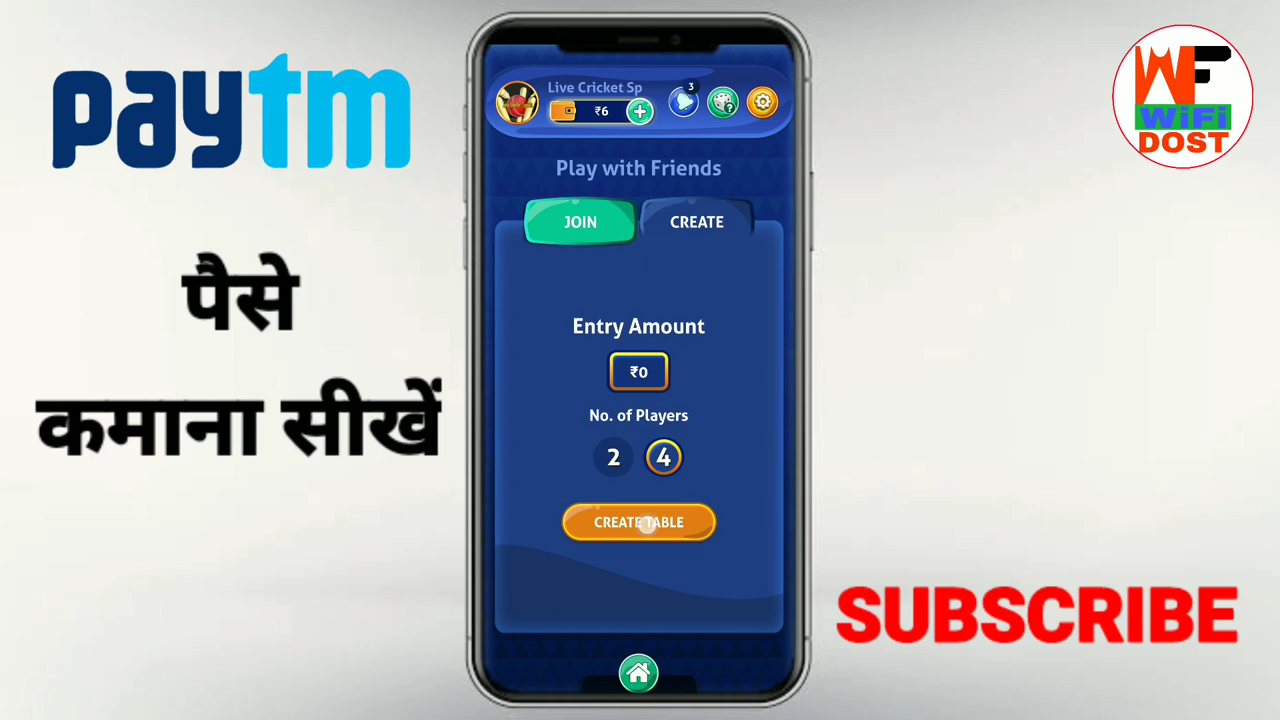 paytm
पैसे
कमाना सीखें
Live Cricket Sp
₹6
3
?
Play with Friends
JOIN
CREATE
Entry Amount
₹0
No. of Players
2
4
CREATE TABLE
WF
WiFi
DOST
SUBSCRIBE